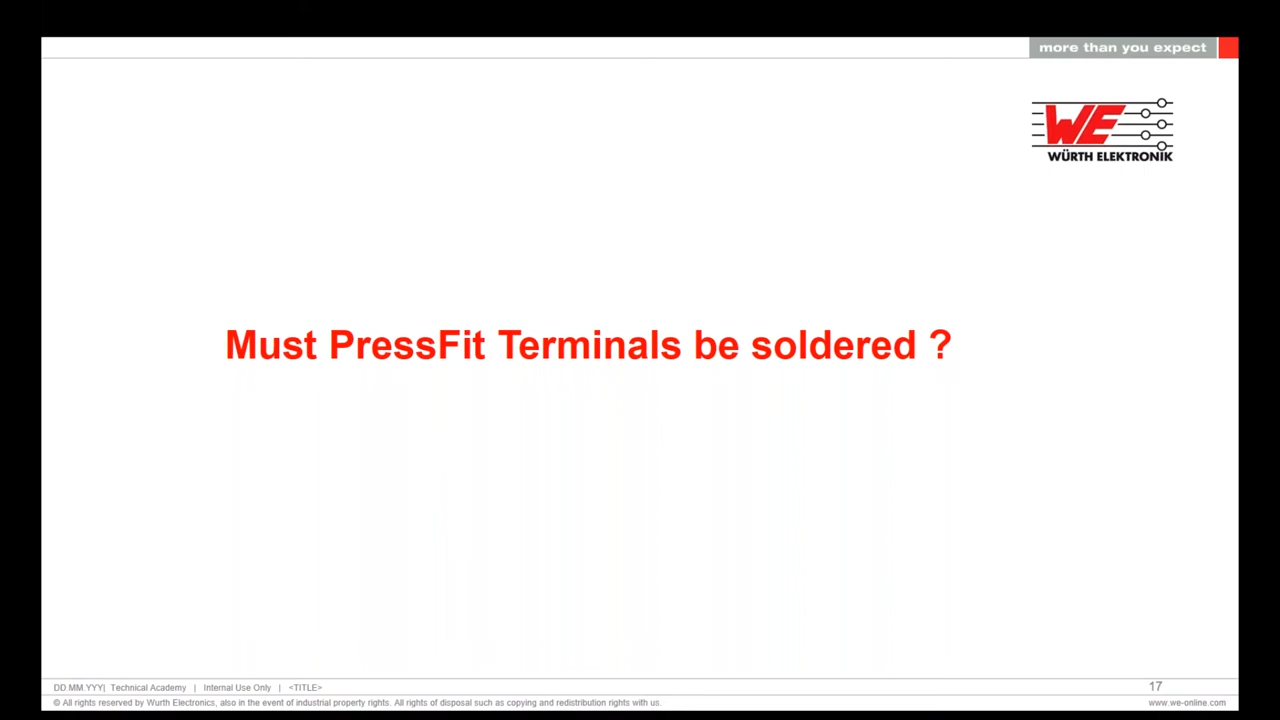 more than you expect
WE
WÜRTH ELEKTRONIK
Must PressFit Terminals be soldered ?
DD.MM.YYY| Technical Academy | Internal Use Only | <TITLE>
17
© All rights reserved by Wurth Electronics, also in the event of industrial property rights. All rights of disposal such as copying and redistribution rights with us.
www.we-online.com